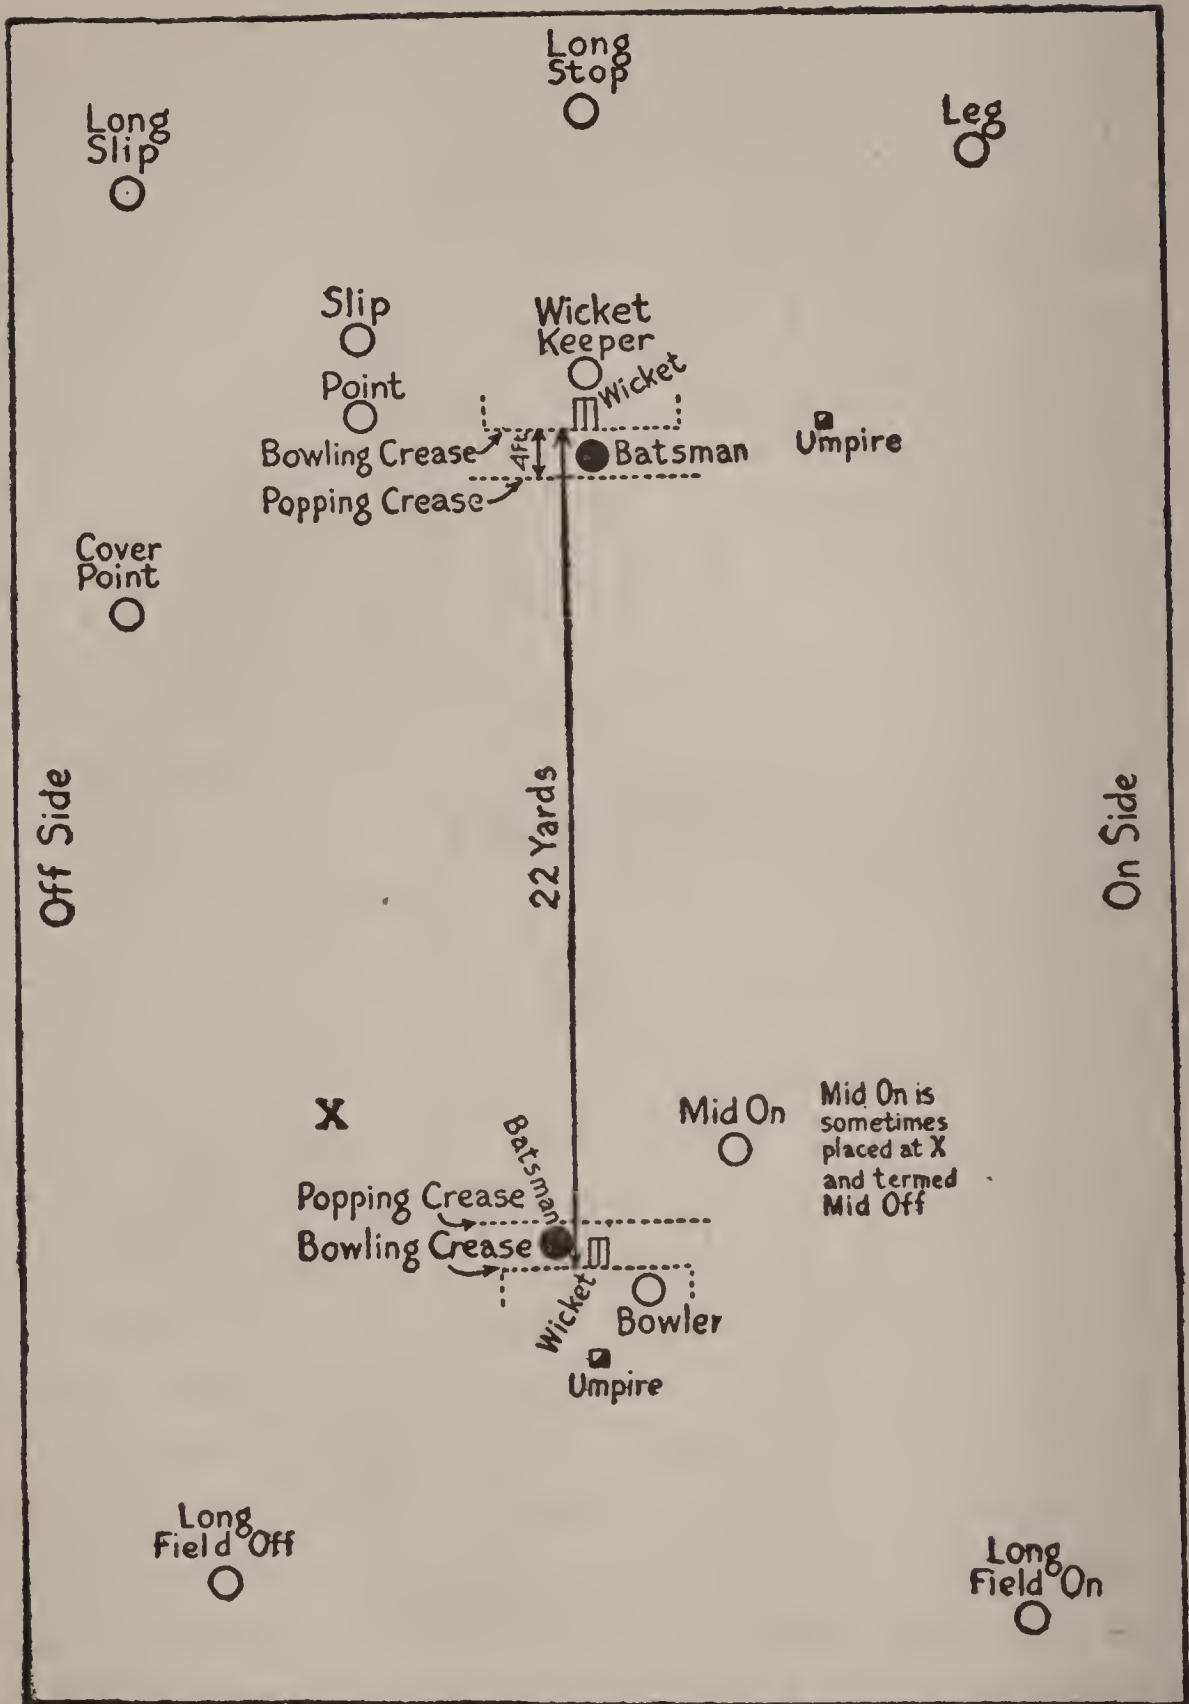 Long
Stop
Long
Slip
Leg
Slip
Wicket
Keeper
Point
Wicket
Bowling Crease
4Ft.
Batsman
Umpire
Popping Crease
Cover
Point
Off Side
22 Yards
On Side
X
Mid On
Mid On is
sometimes
placed at X
and termed
Mid Off
Batsman
Popping Crease
Bowling Crease
Wicket
Bowler
Umpire
Long
Field Off
Long
Field On